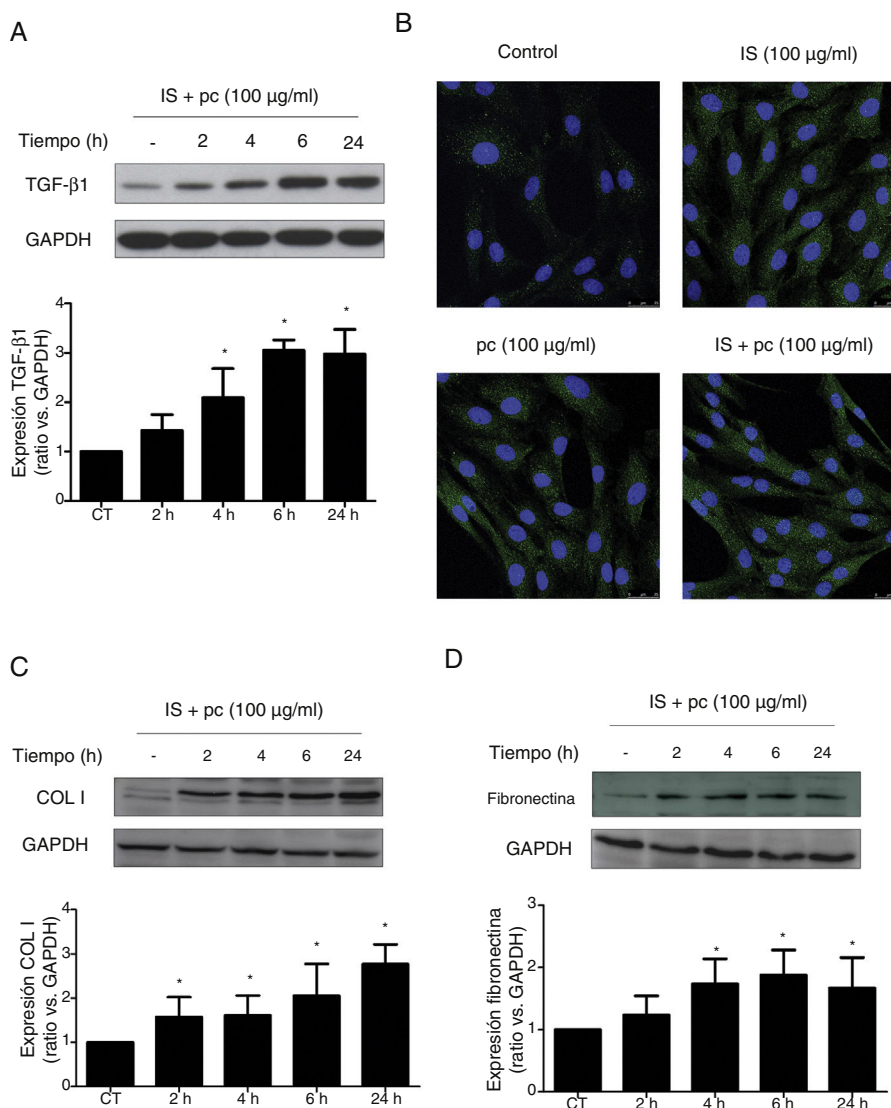 A
IS + pc (100 µg/ml)
Tiempo (h) - 2 4 6 24
TGF-β1
GAPDH
Expresión TGF-β1
(ratio vs. GAPDH)
4
3
2
1
0
* * *
CT 2 h 4 h 6 h 24 h
B
Control IS (100 µg/ml)
pc (100 µg/ml) IS + pc (100 µg/ml)
C
IS + pc (100 µg/ml)
Tiempo (h) - 2 4 6 24
COL I
GAPDH
Expresión COL I
(ratio vs. GAPDH)
4
3
2
1
0
* * * *
CT 2 h 4 h 6 h 24 h
D
IS + pc (100 µg/ml)
Tiempo (h) - 2 4 6 24
Fibronectina
GAPDH
Expresión fibronectina
(ratio vs. GAPDH)
3
2
1
0
* * *
CT 2 h 4 h 6 h 24 h